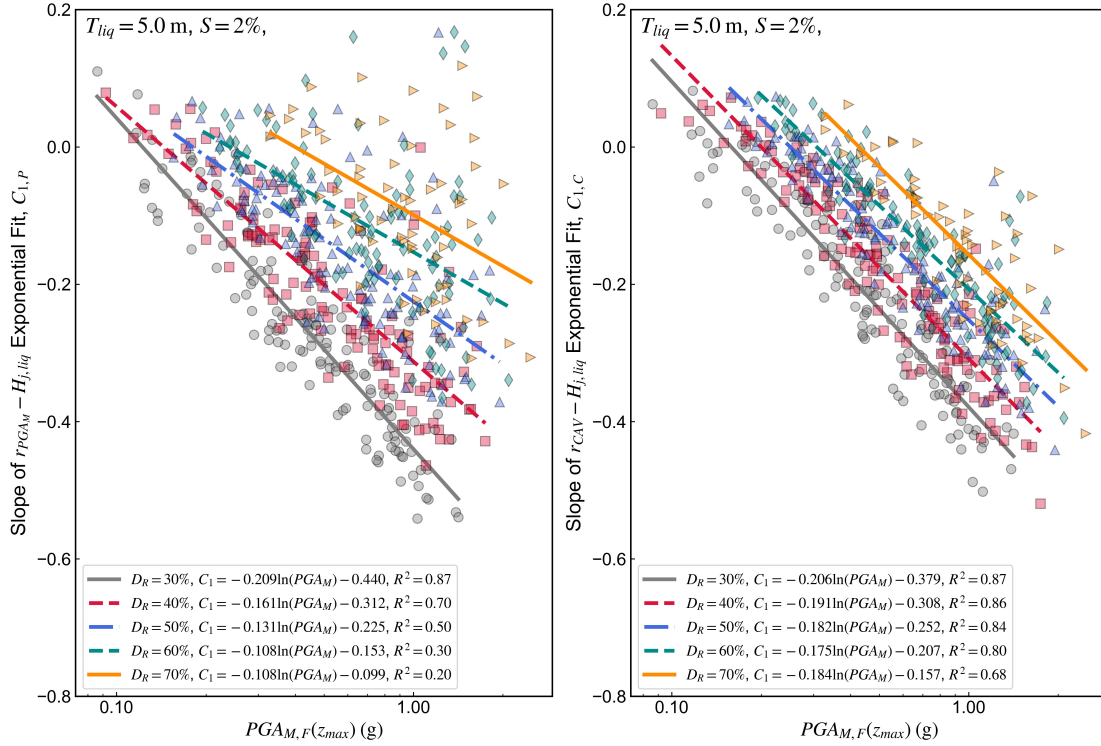 T_liq = 5.0 m, S = 2%,
0.2
0.0
−0.2
−0.4
−0.6
−0.8
Slope of r_PGA_M − H_j,liq Exponential Fit, C_1,P
D_R = 30%, C_1 = −0.209ln(PGA_M) − 0.440, R² = 0.87
D_R = 40%, C_1 = −0.161ln(PGA_M) − 0.312, R² = 0.70
D_R = 50%, C_1 = −0.131ln(PGA_M) − 0.225, R² = 0.50
D_R = 60%, C_1 = −0.108ln(PGA_M) − 0.153, R² = 0.30
D_R = 70%, C_1 = −0.108ln(PGA_M) − 0.099, R² = 0.20
0.10
1.00
PGA_M,F(z_max) (g)
T_liq = 5.0 m, S = 2%,
0.2
0.0
−0.2
−0.4
−0.6
−0.8
Slope of r_CAV − H_j,liq Exponential Fit, C_1,C
D_R = 30%, C_1 = −0.206ln(PGA_M) − 0.379, R² = 0.87
D_R = 40%, C_1 = −0.191ln(PGA_M) − 0.308, R² = 0.86
D_R = 50%, C_1 = −0.182ln(PGA_M) − 0.252, R² = 0.84
D_R = 60%, C_1 = −0.175ln(PGA_M) − 0.207, R² = 0.80
D_R = 70%, C_1 = −0.184ln(PGA_M) − 0.157, R² = 0.68
0.10
1.00
PGA_M,F(z_max) (g)